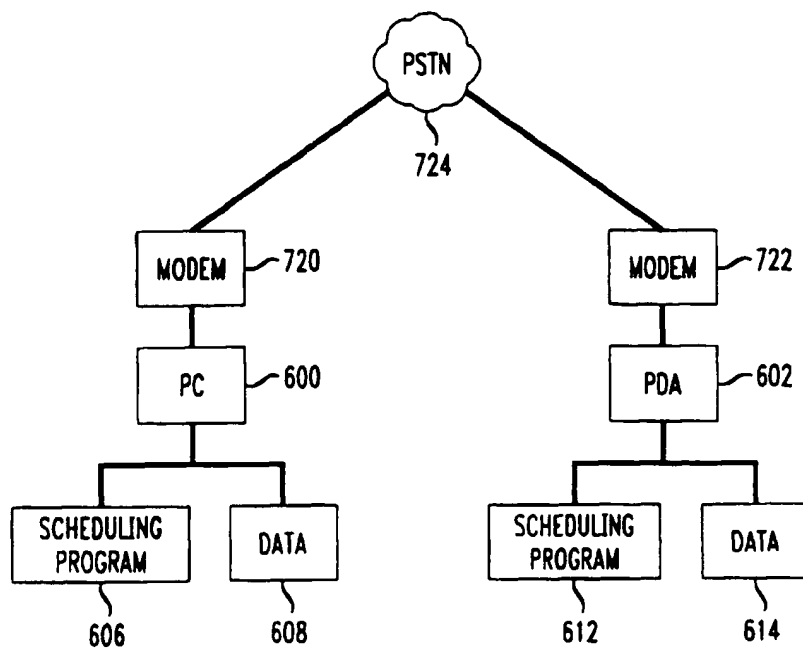 PSTN
724
MODEM
720
MODEM
722
PC
600
PDA
602
SCHEDULING
PROGRAM
DATA
SCHEDULING
PROGRAM
DATA
606
608
612
614